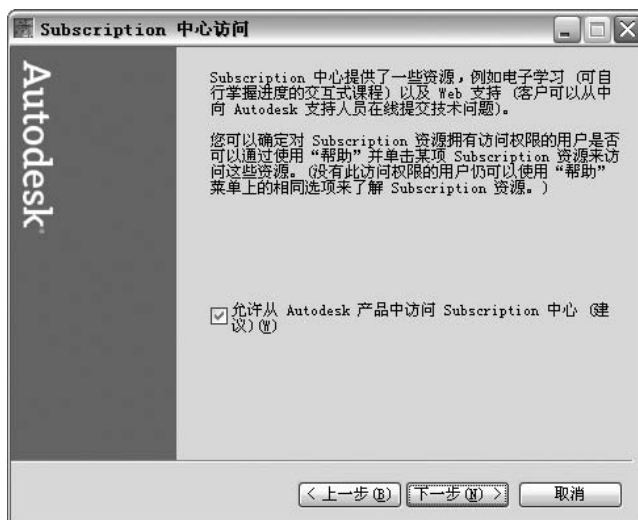 Subscription 中心访问
Autodesk
Subscription 中心提供了一些资源，例如电子学习 (可自
行掌握进度的交互式课程) 以及 Web 支持 (客户可以从中
向 Autodesk 支持人员在线提交技术问题)。
您可以确定对 Subscription 资源拥有访问权限的用户是否
可以通过使用“帮助”并单击某项 Subscription 资源来访
问这些资源。(没有此访问权限的用户仍可以使用“帮助”
菜单上的相同选项来了解 Subscription 资源。)
允许从 Autodesk 产品中访问 Subscription 中心 (建
议)(W)
< 上一步(B)
下一步(N) >
取消